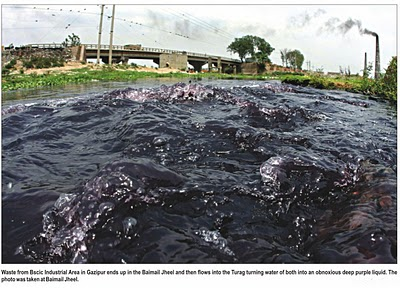 Waste from Bscic Industrial Area in Gazipur ends up in the Baimail Jheel and then flows into the Turag turning water of both into an obnoxious deep purple liquid. The
photo was taken at Baimail Jheel.